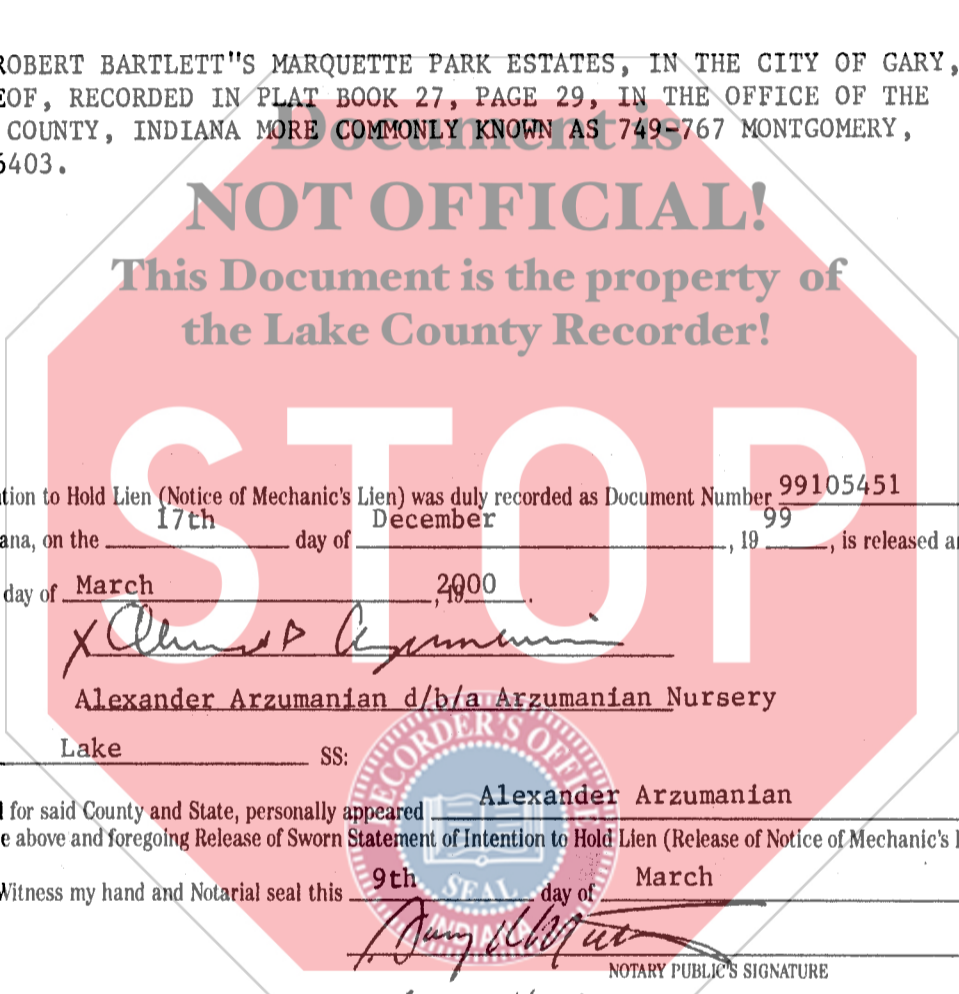 ROBERT BARTLETT"S MARQUETTE PARK ESTATES, IN THE CITY OF GARY,
EOF, RECORDED IN PLAT BOOK 27, PAGE 29, IN THE OFFICE OF THE
COUNTY, INDIANA MORE COMMONLY KNOWN AS 749-767 MONTGOMERY,
6403.
Document is
NOT OFFICIAL!
This Document is the property of
the Lake County Recorder!
STOP
tion to Hold Lien (Notice of Mechanic's Lien) was duly recorded as Document Number 99105451
ana, on the 17th day of December, 19 99, is released a
day of March, 2000.
X
Alexander Arzumanian d/b/a Arzumanian Nursery
Lake SS:
for said County and State, personally appeared Alexander Arzumanian
e above and foregoing Release of Sworn Statement of Intention to Hold Lien (Release of Notice of Mechanic's
Witness my hand and Notarial seal this 9th day of March
NOTARY PUBLIC'S SIGNATURE
RECORDER'S OFFICE
SEAL
INDIANA